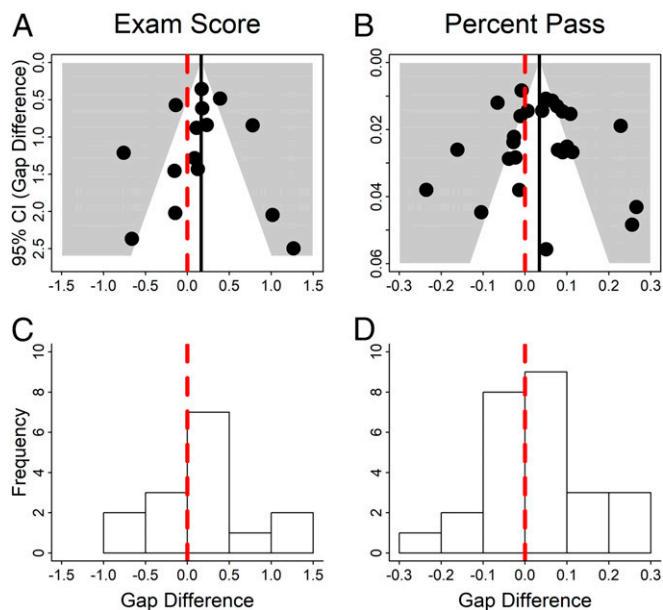 A Exam Score
B Percent Pass
95% CI (Gap Difference)
0.0
0.5
1.0
1.5
2.0
2.5
-1.5 -1.0 -0.5 0.0 0.5 1.0 1.5
0.00
0.02
0.04
0.06
-0.3 -0.2 -0.1 0.0 0.1 0.2 0.3
C
Frequency
10
8
6
4
2
0
-1.5 -1.0 -0.5 0.0 0.5 1.0 1.5
Gap Difference
D
10
8
6
4
2
0
-0.3 -0.2 -0.1 0.0 0.1 0.2 0.3
Gap Difference